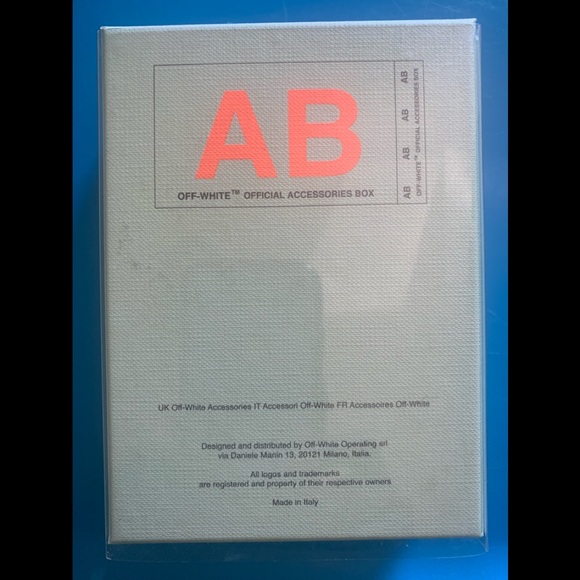 AB
OFF-WHITE™ OFFICIAL ACCESSORIES BOX
AB AB AB AB
OFF-WHITE™ OFFICIAL ACCESSORIES BOX
UK Off-White Accessories IT Accessori Off-White FR Accessoires Off-White
Designed and distributed by Off-White Operating srl
via Daniele Manin 13, 20121 Milano, Italia.
All logos and trademarks
are registered and property of their respective owners
Made in Italy